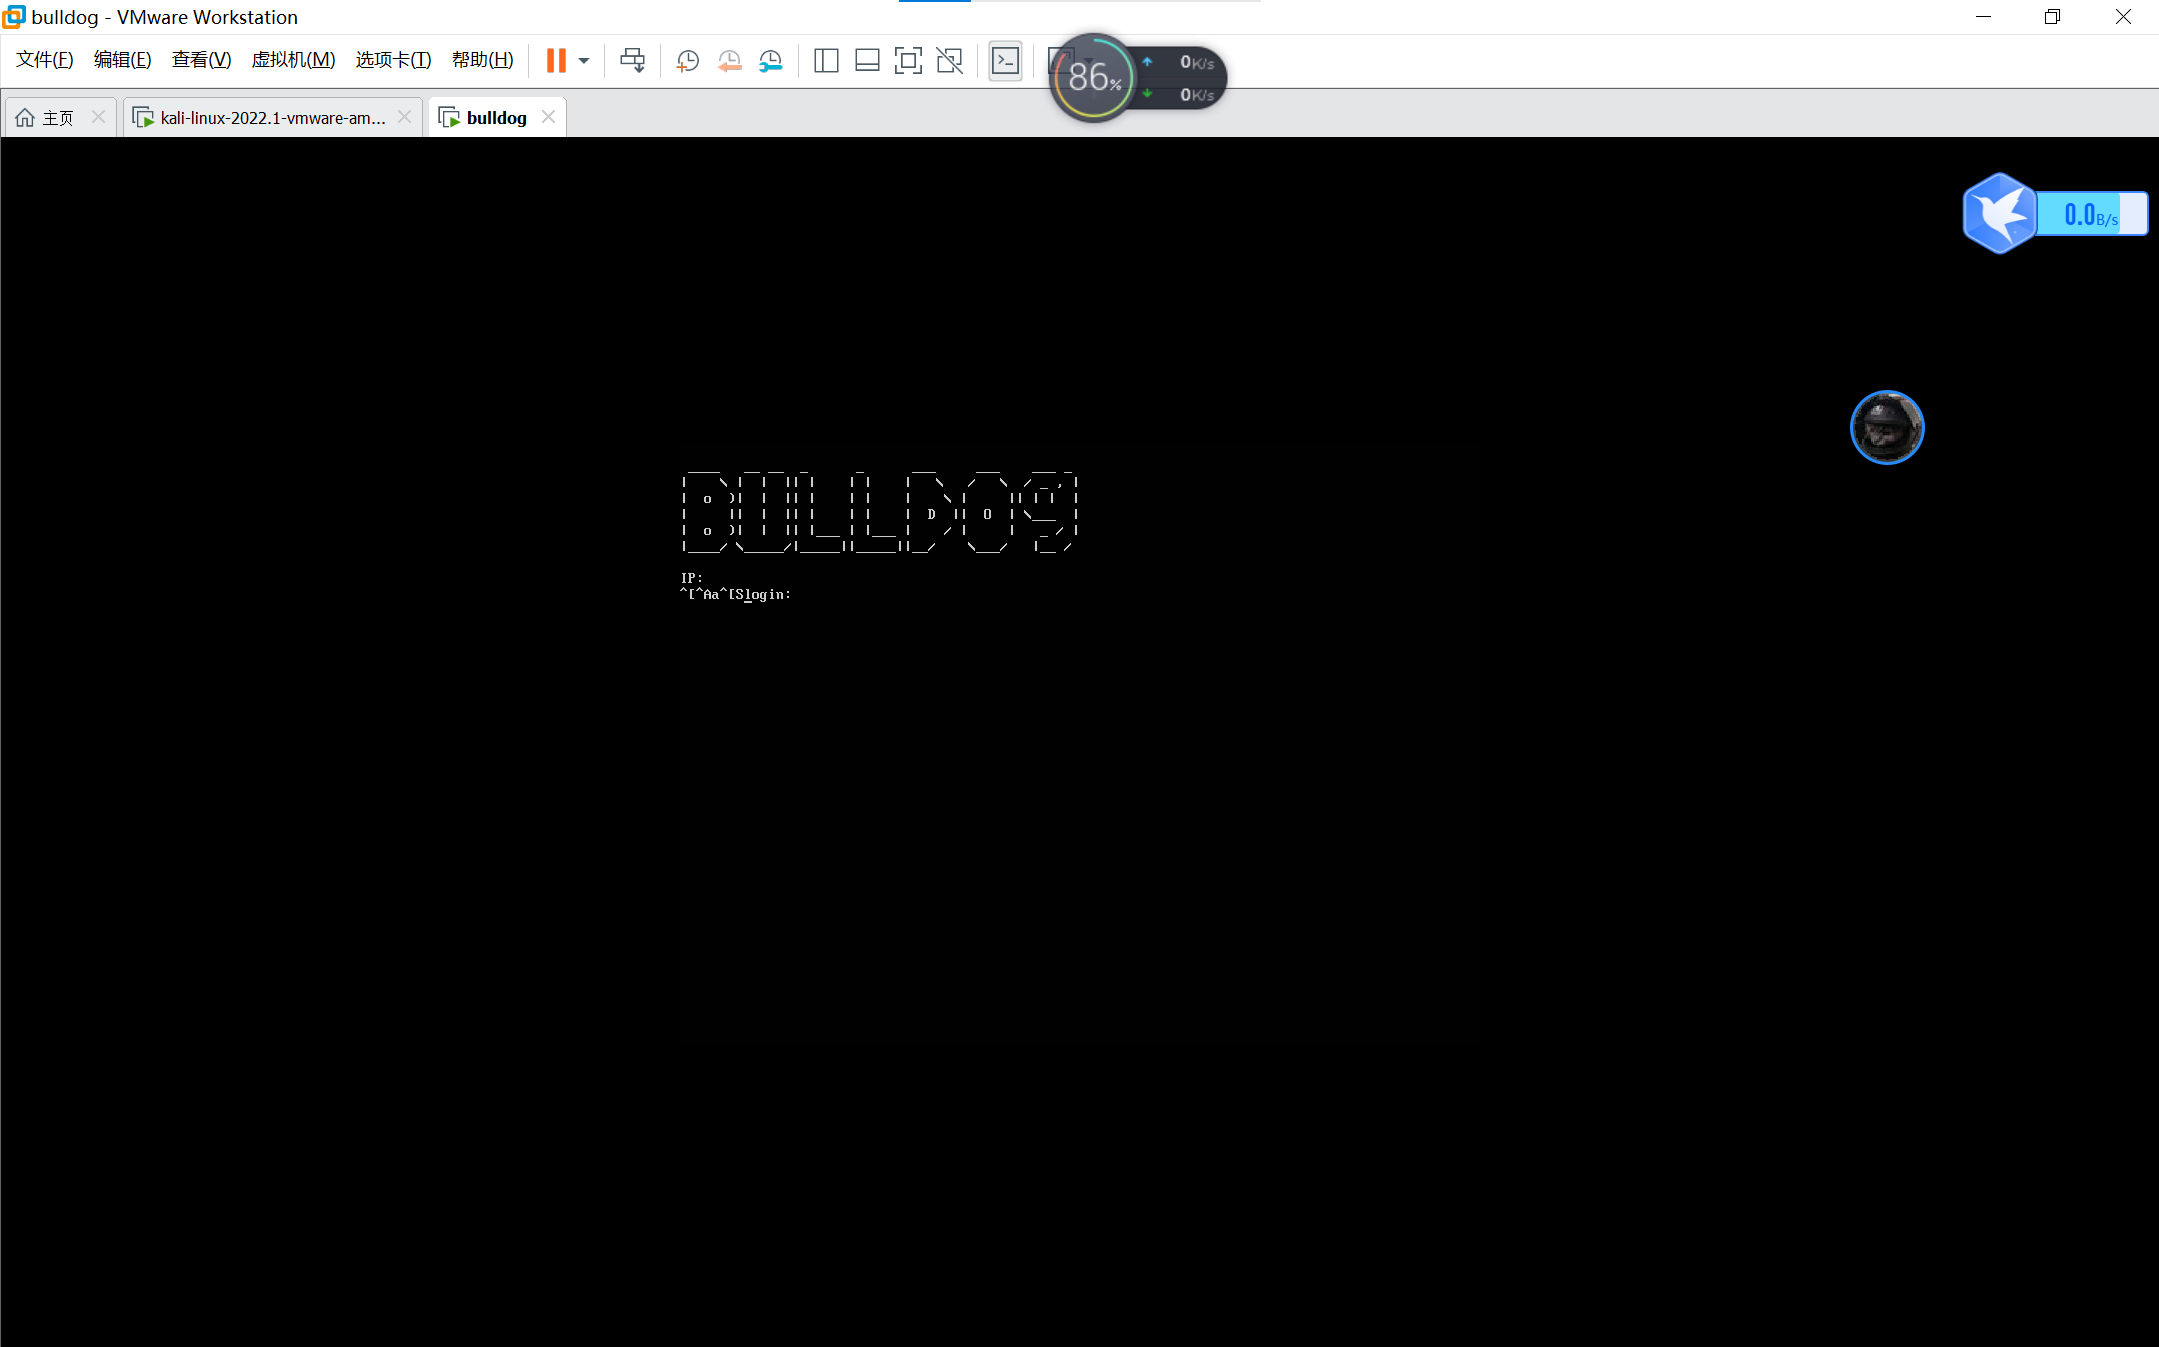 bulldog - VMware Workstation
文件(F) 编辑(E) 查看(V) 虚拟机(M) 选项卡(T) 帮助(H)
86% 0K/s
0K/s
主页 kali-linux-2022.1-vmware-am... bulldog
0.0B/s
BULLDOG
IP:
^[^Aa^[Slogin: